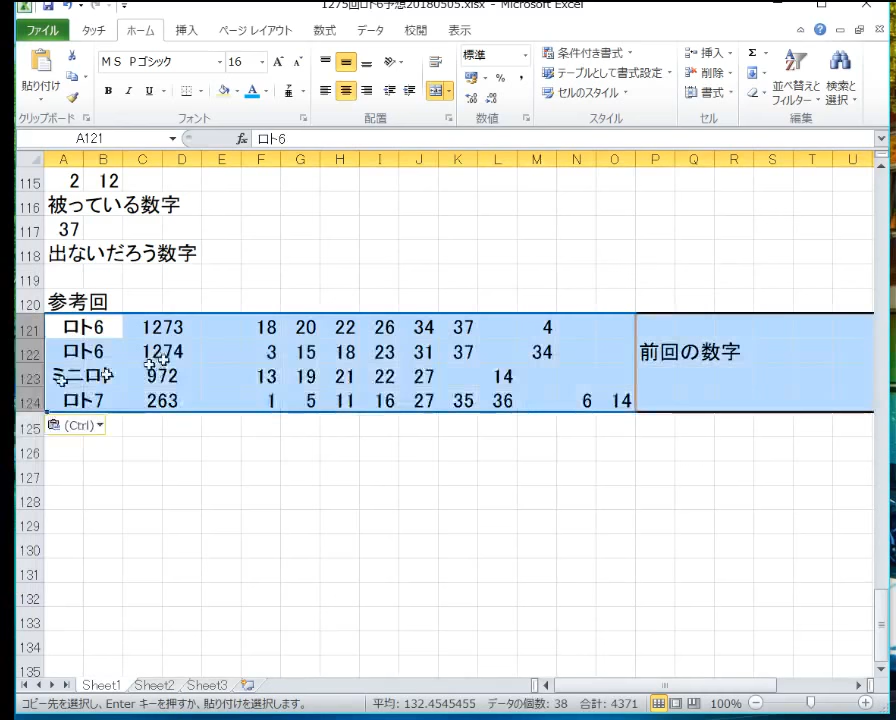 1275回ロト6予想20180505.xlsx - Microsoft Excel
ファイル タッチ ホーム 挿入 ページ レイアウト 数式 データ 校閲 表示
貼り付け
クリップボード
ＭＳ Ｐゴシック 16
B I U
フォント
配置
標準
数値
条件付き書式
テーブルとして書式設定
セルのスタイル
スタイル
挿入
削除
書式
セル
並べ替えと フィルター
検索と 選択
編集
A121 fx ロト6
A B C D E F G H I J K L M N O P Q R S T U
115 2 12
116 被っている数字
117 37
118 出ないだろう数字
119
120 参考回
121 ロト6 1273 18 20 22 26 34 37 4
122 ロト6 1274 3 15 18 23 31 37 34 前回の数字
123 ミニロト 972 13 19 21 22 27 14
124 ロト7 263 1 5 11 16 27 35 36 6 14
125 (Ctrl)
126
127
128
129
130
131
132
133
134
135
Sheet1 Sheet2 Sheet3
コピー先を選択し、Enter キーを押すか、貼り付けを選択します。 平均: 132.4545455 データの個数: 38 合計: 4371 100%